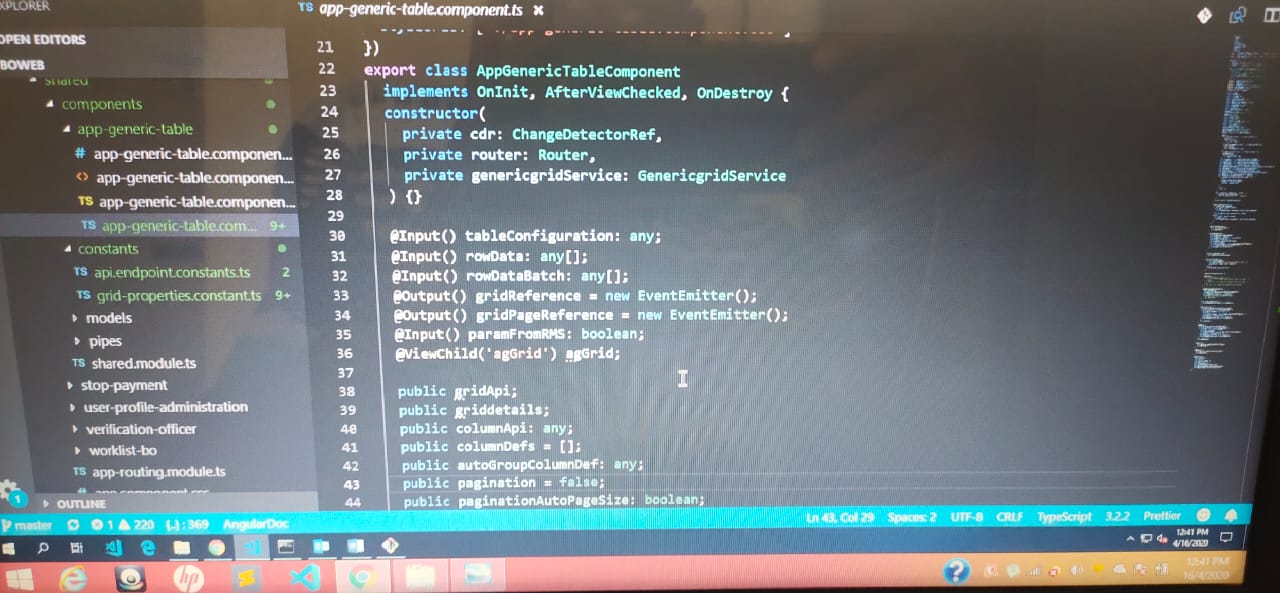 XPLORER
OPEN EDITORS
BOWEB
shared
components
app-generic-table
# app-generic-table.componen...
<> app-generic-table.componen...
TS app-generic-table.componen...
TS app-generic-table.com... 9+
constants
TS api.endpoint.constants.ts 2
TS grid-properties.constant.ts 9+
models
pipes
TS shared.module.ts
stop-payment
user-profile-administration
verification-officer
worklist-bo
TS app-routing.module.ts
OUTLINE
TS app-generic-table.component.ts ×
21 })
22 export class AppGenericTableComponent
23 implements OnInit, AfterViewChecked, OnDestroy {
24 constructor(
25 private cdr: ChangeDetectorRef,
26 private router: Router,
27 private genericgridService: GenericgridService
28 ) {}
29
30 @Input() tableConfiguration: any;
31 @Input() rowData: any[];
32 @Input() rowDataBatch: any[];
33 @Output() gridReference = new EventEmitter();
34 @Output() gridPageReference = new EventEmitter();
35 @Input() paramFromRMS: boolean;
36 @ViewChild('agGrid') agGrid;
37
38 public gridApi;
39 public griddetails;
40 public columnApi: any;
41 public columnDefs = [];
42 public autoGroupColumnDef: any;
43 public pagination = false;
44 public paginationAutoPageSize: boolean;
1
master 1 220 {..} : 369 AngularDoc
Ln 43, Col 29 Spaces: 2 UTF-8 CRLF TypeScript 3.2.2 Prettier
12:41 PM
4/16/2020
hp
12:41 PM
16/4/2020